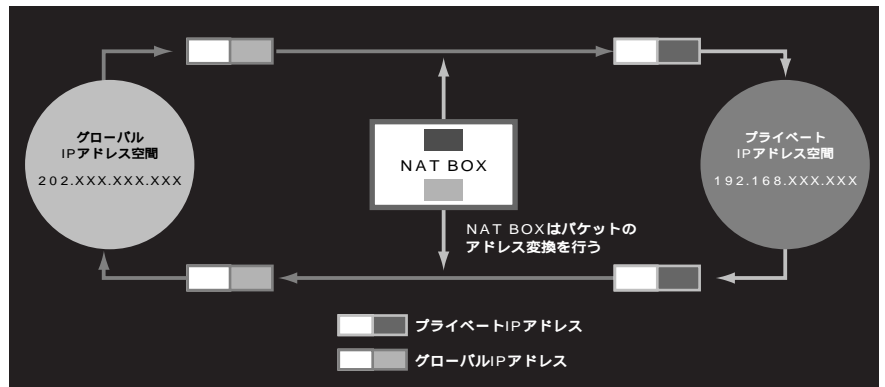 グローバル
IPアドレス空間
202.XXX.XXX.XXX
NAT BOX
プライベート
IPアドレス空間
192.168.XXX.XXX
NAT BOXはパケットの
アドレス変換を行う
プライベートIPアドレス
グローバルIPアドレス